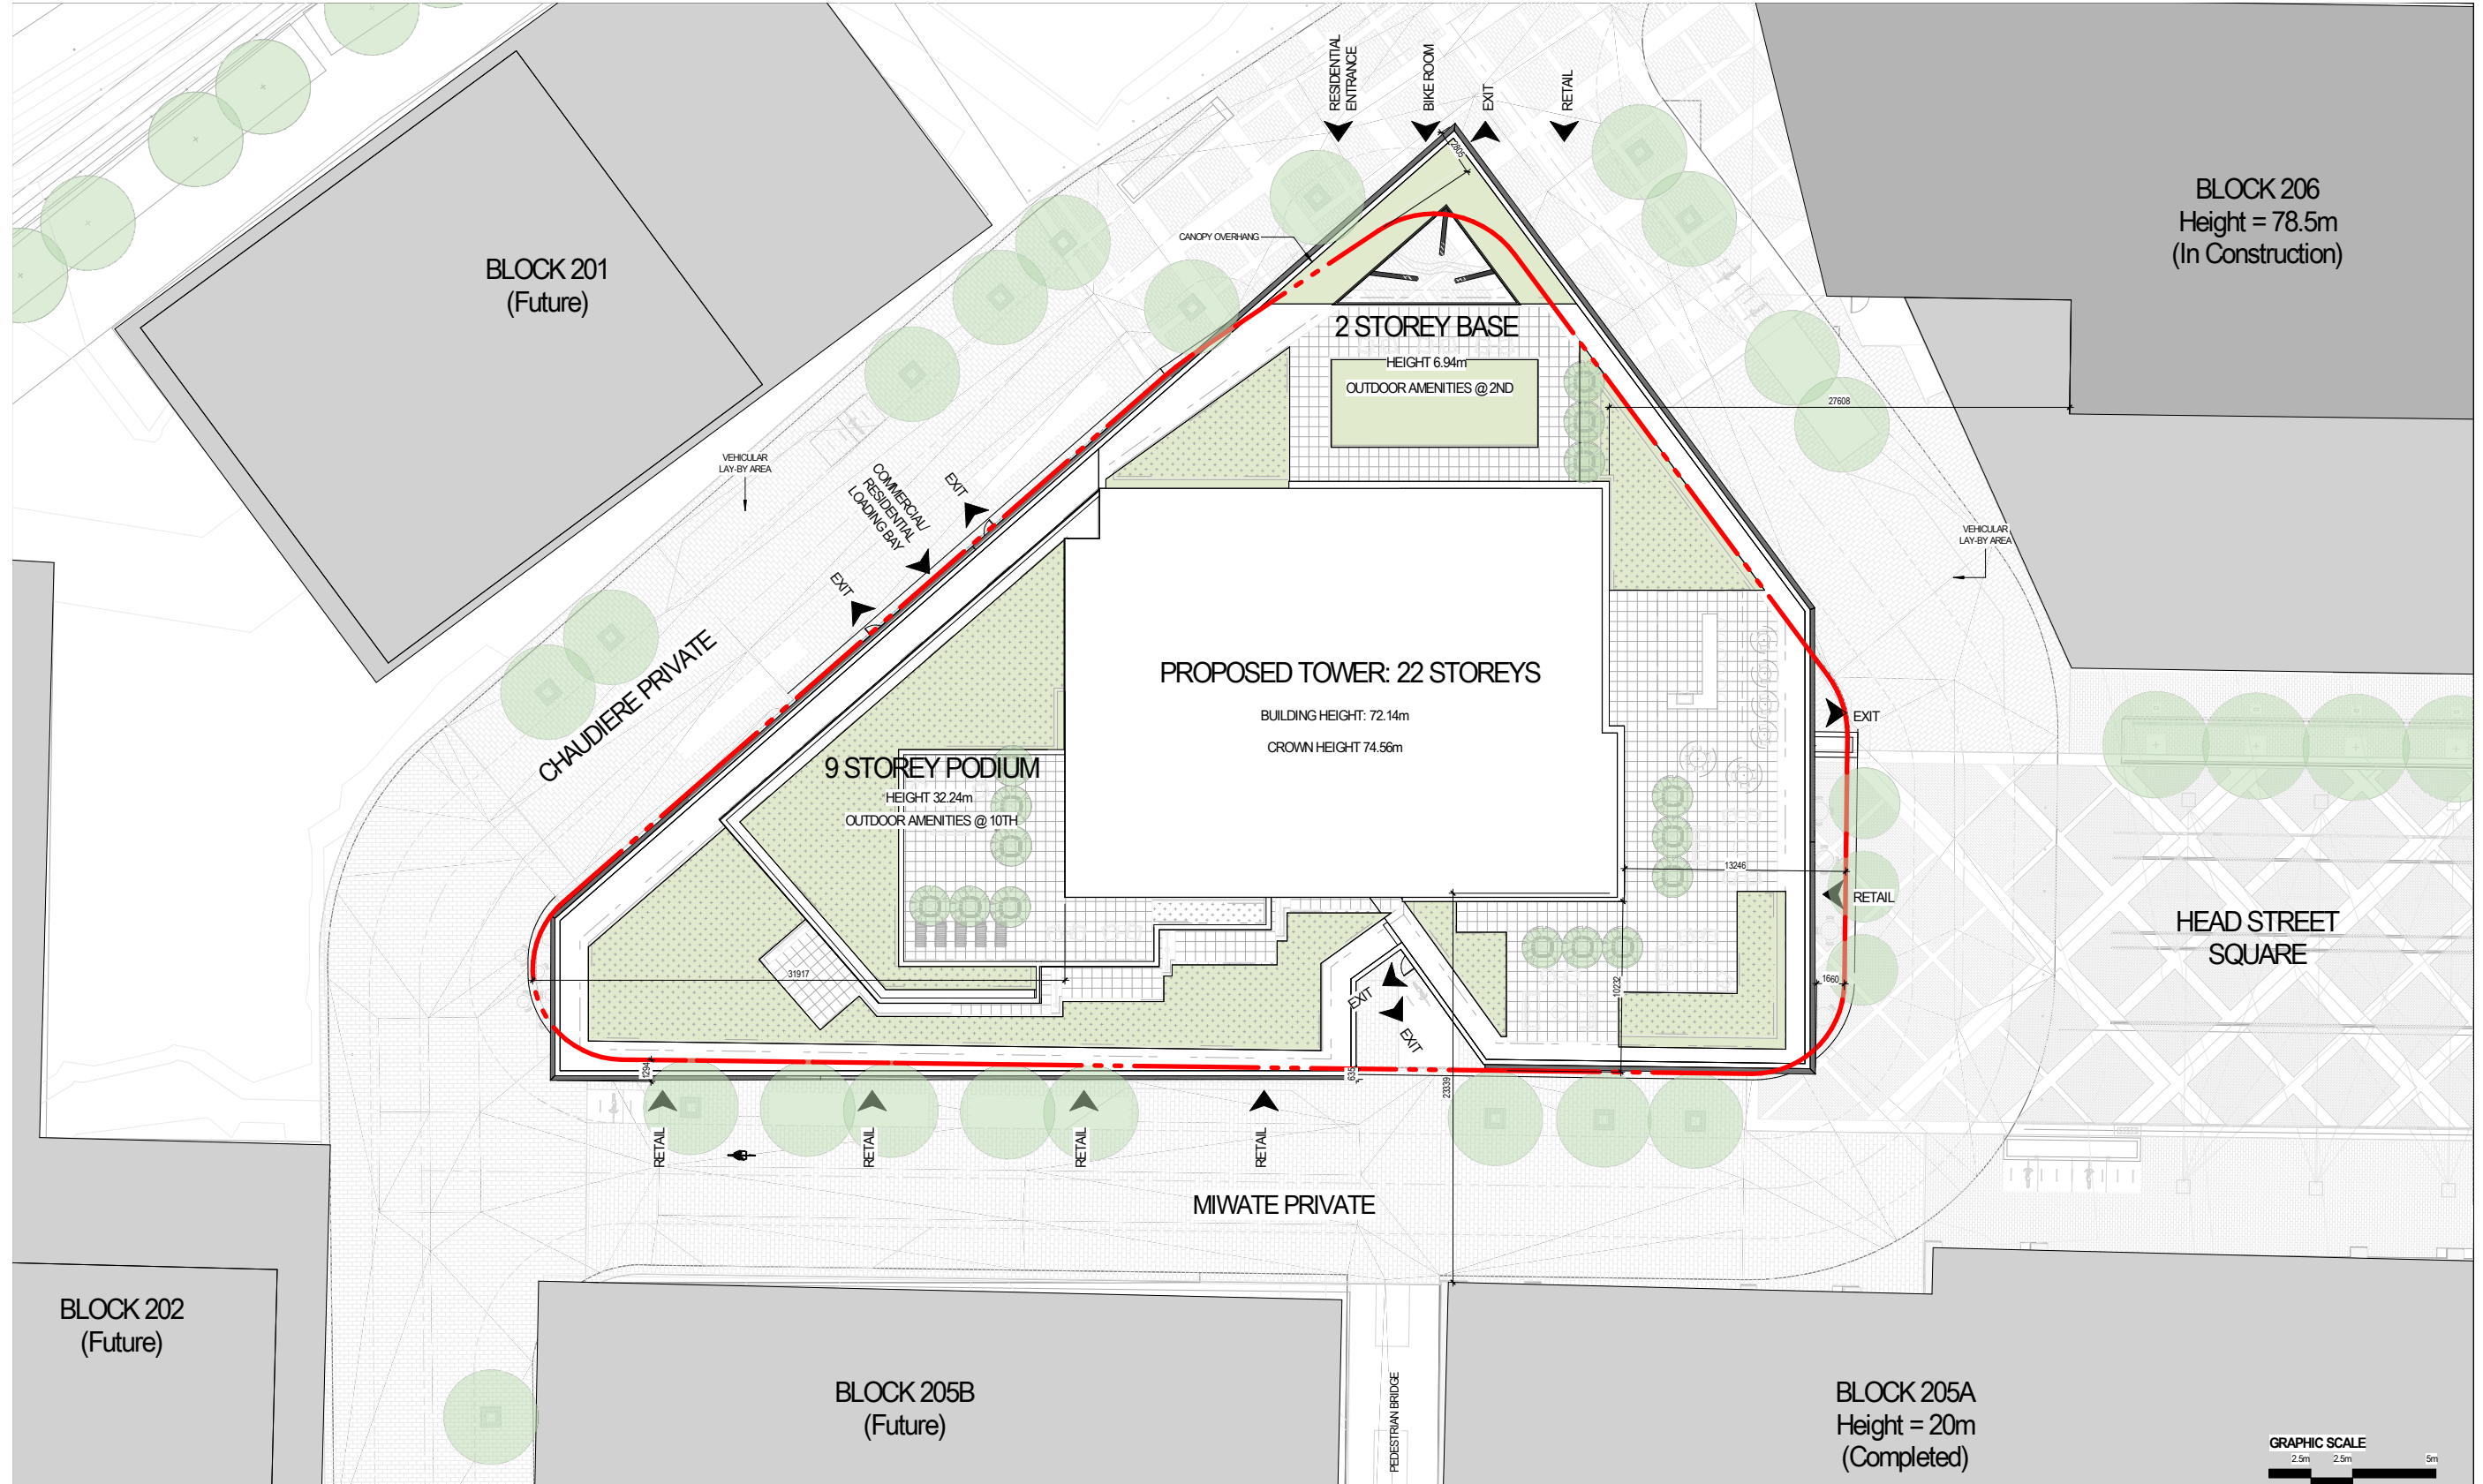 RESIDENTIAL
ENTRANCE
BIKE ROOM
EXIT
RETAIL
2805
BLOCK 206
Height = 78.5m
(In Construction)
CANOPY OVERHANG
BLOCK 201
(Future)
2 STOREY BASE
HEIGHT 6.94m
OUTDOOR AMENITIES @ 2ND
27608
VEHICULAR
LAY-BY AREA
COMMERCIAL/
RESIDENTIAL
LOADING BAY
EXIT
EXIT
VEHICULAR
LAY-BY AREA
CHAUDIERE PRIVATE
PROPOSED TOWER: 22 STOREYS
BUILDING HEIGHT: 72.14m
CROWN HEIGHT 74.56m
EXIT
9 STOREY PODIUM
HEIGHT 32.24m
OUTDOOR AMENITIES @ 10TH
13246
RETAIL
HEAD STREET
SQUARE
31917
10232
1660
EXIT
EXIT
1294
635
23339
RETAIL
RETAIL
RETAIL
RETAIL
MIWATE PRIVATE
BLOCK 202
(Future)
BLOCK 205B
(Future)
PEDESTRIAN BRIDGE
BLOCK 205A
Height = 20m
(Completed)
GRAPHIC SCALE
2.5m 2.5m 5m